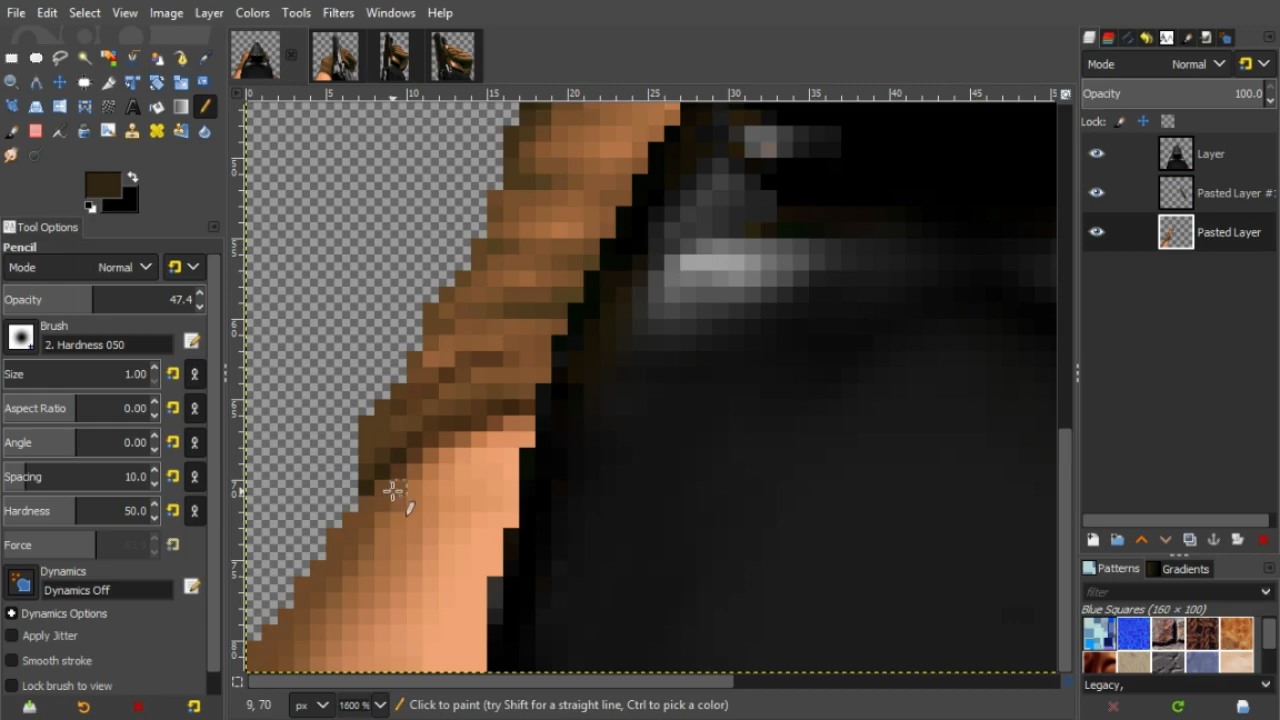 File Edit Select View Image Layer Colors Tools Filters Windows Help
Tool Options
Pencil
Mode Normal
Opacity 47.4
Brush
2. Hardness 050
Size 1.00
Aspect Ratio 0.00
Angle 0.00
Spacing 10.0
Hardness 50.0
Force
Dynamics
Dynamics Off
Dynamics Options
Apply Jitter
Smooth stroke
Lock brush to view
0 5 10 15 20 25 30 35 40 45
9, 70 px 1600 % Click to paint (try Shift for a straight line, Ctrl to pick a color)
Mode Normal
Opacity 100.0
Lock:
Layer
Pasted Layer #
Pasted Layer
Patterns Gradients
filter
Blue Squares (160 × 100)
Legacy,